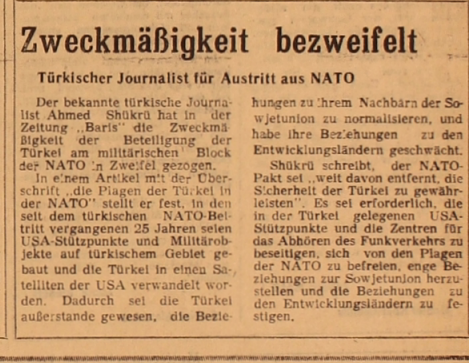 Zweckmäßigkeit bezweifelt
Türkischer Journalist für Austritt aus NATO
Der bekannte türkische Journa-
list Ahmed Shükrü hat in der
Zeitung „Baris" die Zweckmä-
ßigkeit der Beteiligung der
Türkei am militärischen Block
der NATO in Zweifel gezogen.
In einem Artikel mit der Über-
schrift „die Plagen der Türkei in
der NATO" stellt er fest, in den
seit dem türkischen NATO-Bei-
tritt vergangenen 25 Jahren seien
USA-Stützpunkte und Militärob-
jekte auf türkischem Gebiet ge-
baut und die Türkei in einen Sa-
telliten der USA verwandelt wor-
den. Dadurch sei die Türkei
außerstande gewesen, die Bezie-
hungen zu ihrem Nachbarn der So-
wjetunion zu normalisieren, und
habe ihre Beziehungen zu den
Entwicklungsländern geschwächt.
Shükrü schreibt, der NATO-
Pakt sei „weit davon entfernt, die
Sicherheit der Türkei zu gewähr-
leisten". Es sei erforderlich, die
in der Türkei gelegenen USA-
Stützpunkte und die Zentren für
das Abhören des Funkverkehrs zu
beseitigen, sich von den Plagen
der NATO zu befreien, enge Be-
ziehungen zur Sowjetunion herzu-
stellen und die Beziehungen zu
den Entwicklungsländern zu fe-
stigen.